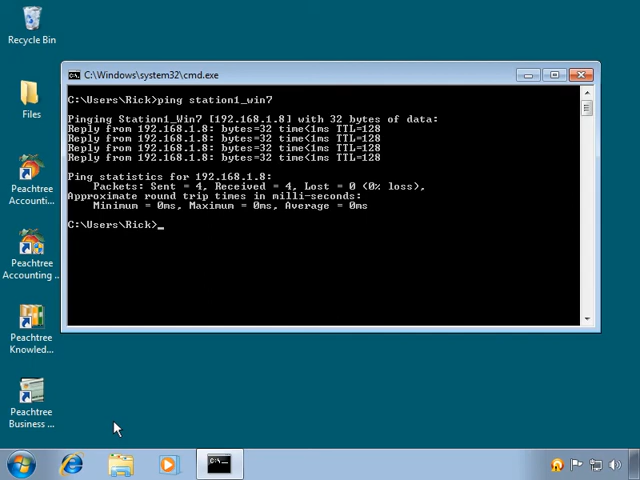 Recycle Bin
Files
Peachtree
Accounti...
Peachtree
Accounting ...
Peachtree
Knowled...
Peachtree
Business ...
C:\Windows\system32\cmd.exe
C:\Users\Rick>ping station1_win7
Pinging Station1_Win7 [192.168.1.8] with 32 bytes of data:
Reply from 192.168.1.8: bytes=32 time<1ms TTL=128
Reply from 192.168.1.8: bytes=32 time<1ms TTL=128
Reply from 192.168.1.8: bytes=32 time<1ms TTL=128
Reply from 192.168.1.8: bytes=32 time<1ms TTL=128
Ping statistics for 192.168.1.8:
Packets: Sent = 4, Received = 4, Lost = 0 (0% loss),
Approximate round trip times in milli-seconds:
Minimum = 0ms, Maximum = 0ms, Average = 0ms
C:\Users\Rick>_
C:\_